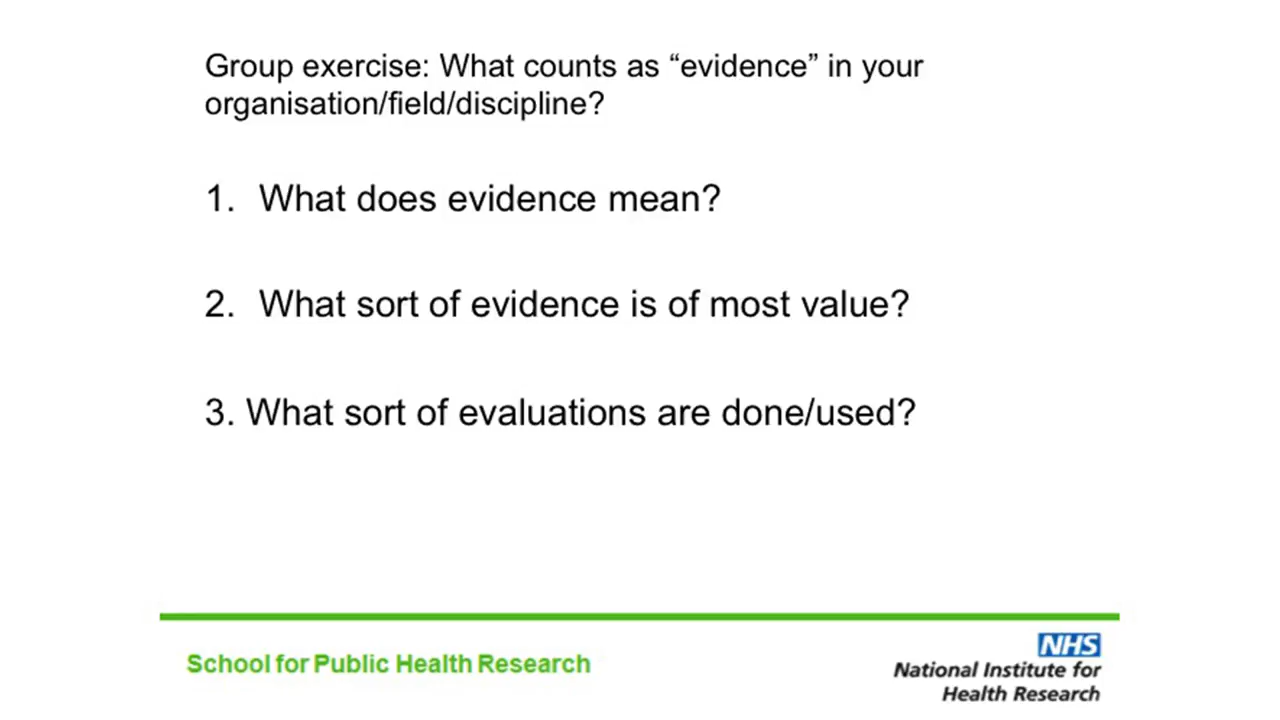 Group exercise: What counts as “evidence” in your
organisation/field/discipline?
1. What does evidence mean?
2. What sort of evidence is of most value?
3. What sort of evaluations are done/used?
School for Public Health Research
NHS
National Institute for
Health Research